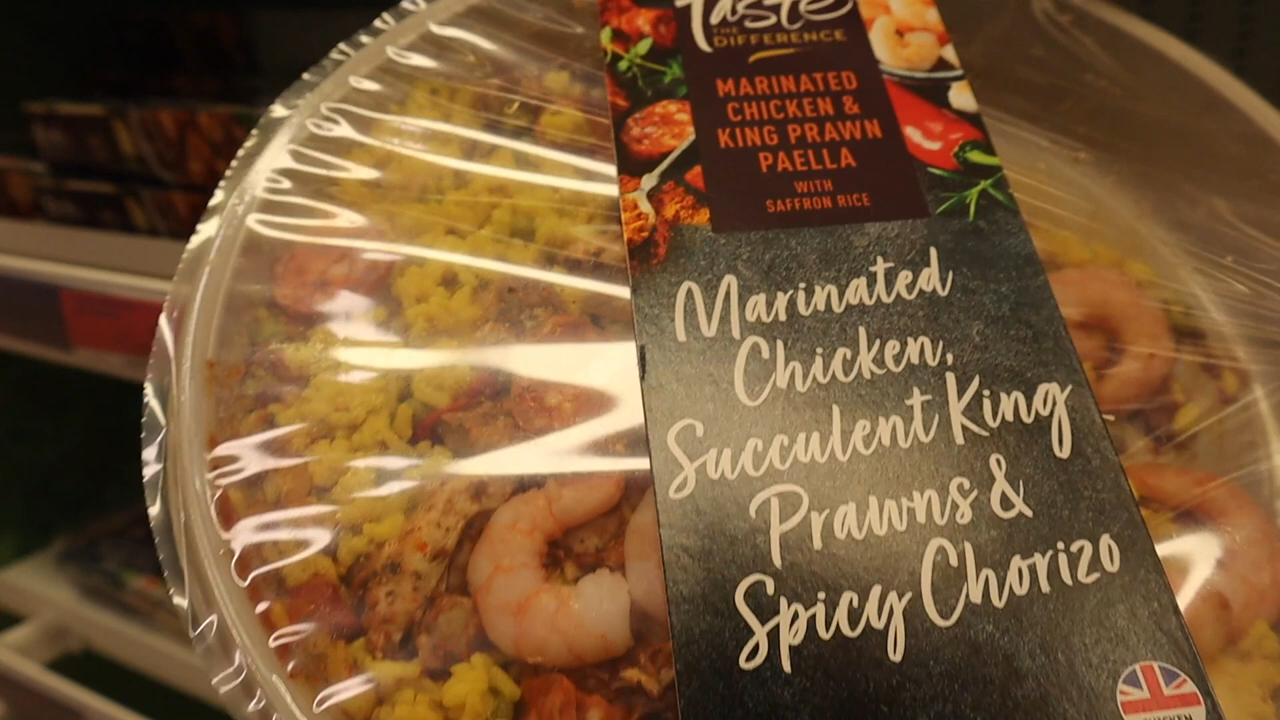 Taste
THE
DIFFERENCE
MARINATED
CHICKEN &
KING PRAWN
PAELLA
WITH
SAFFRON RICE
Marinated
Chicken,
Succulent King
Prawns &
Spicy Chorizo